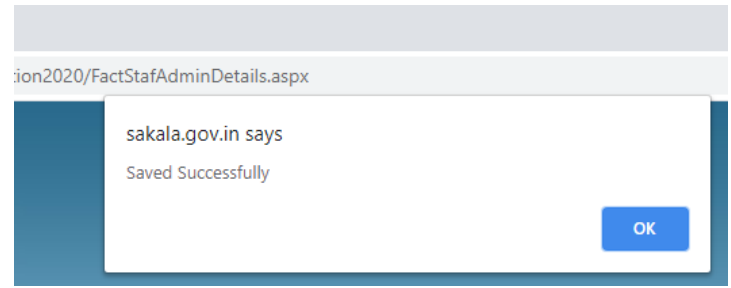 tion2020/FactStafAdminDetails.aspx
sakala.gov.in says
Saved Successfully
OK